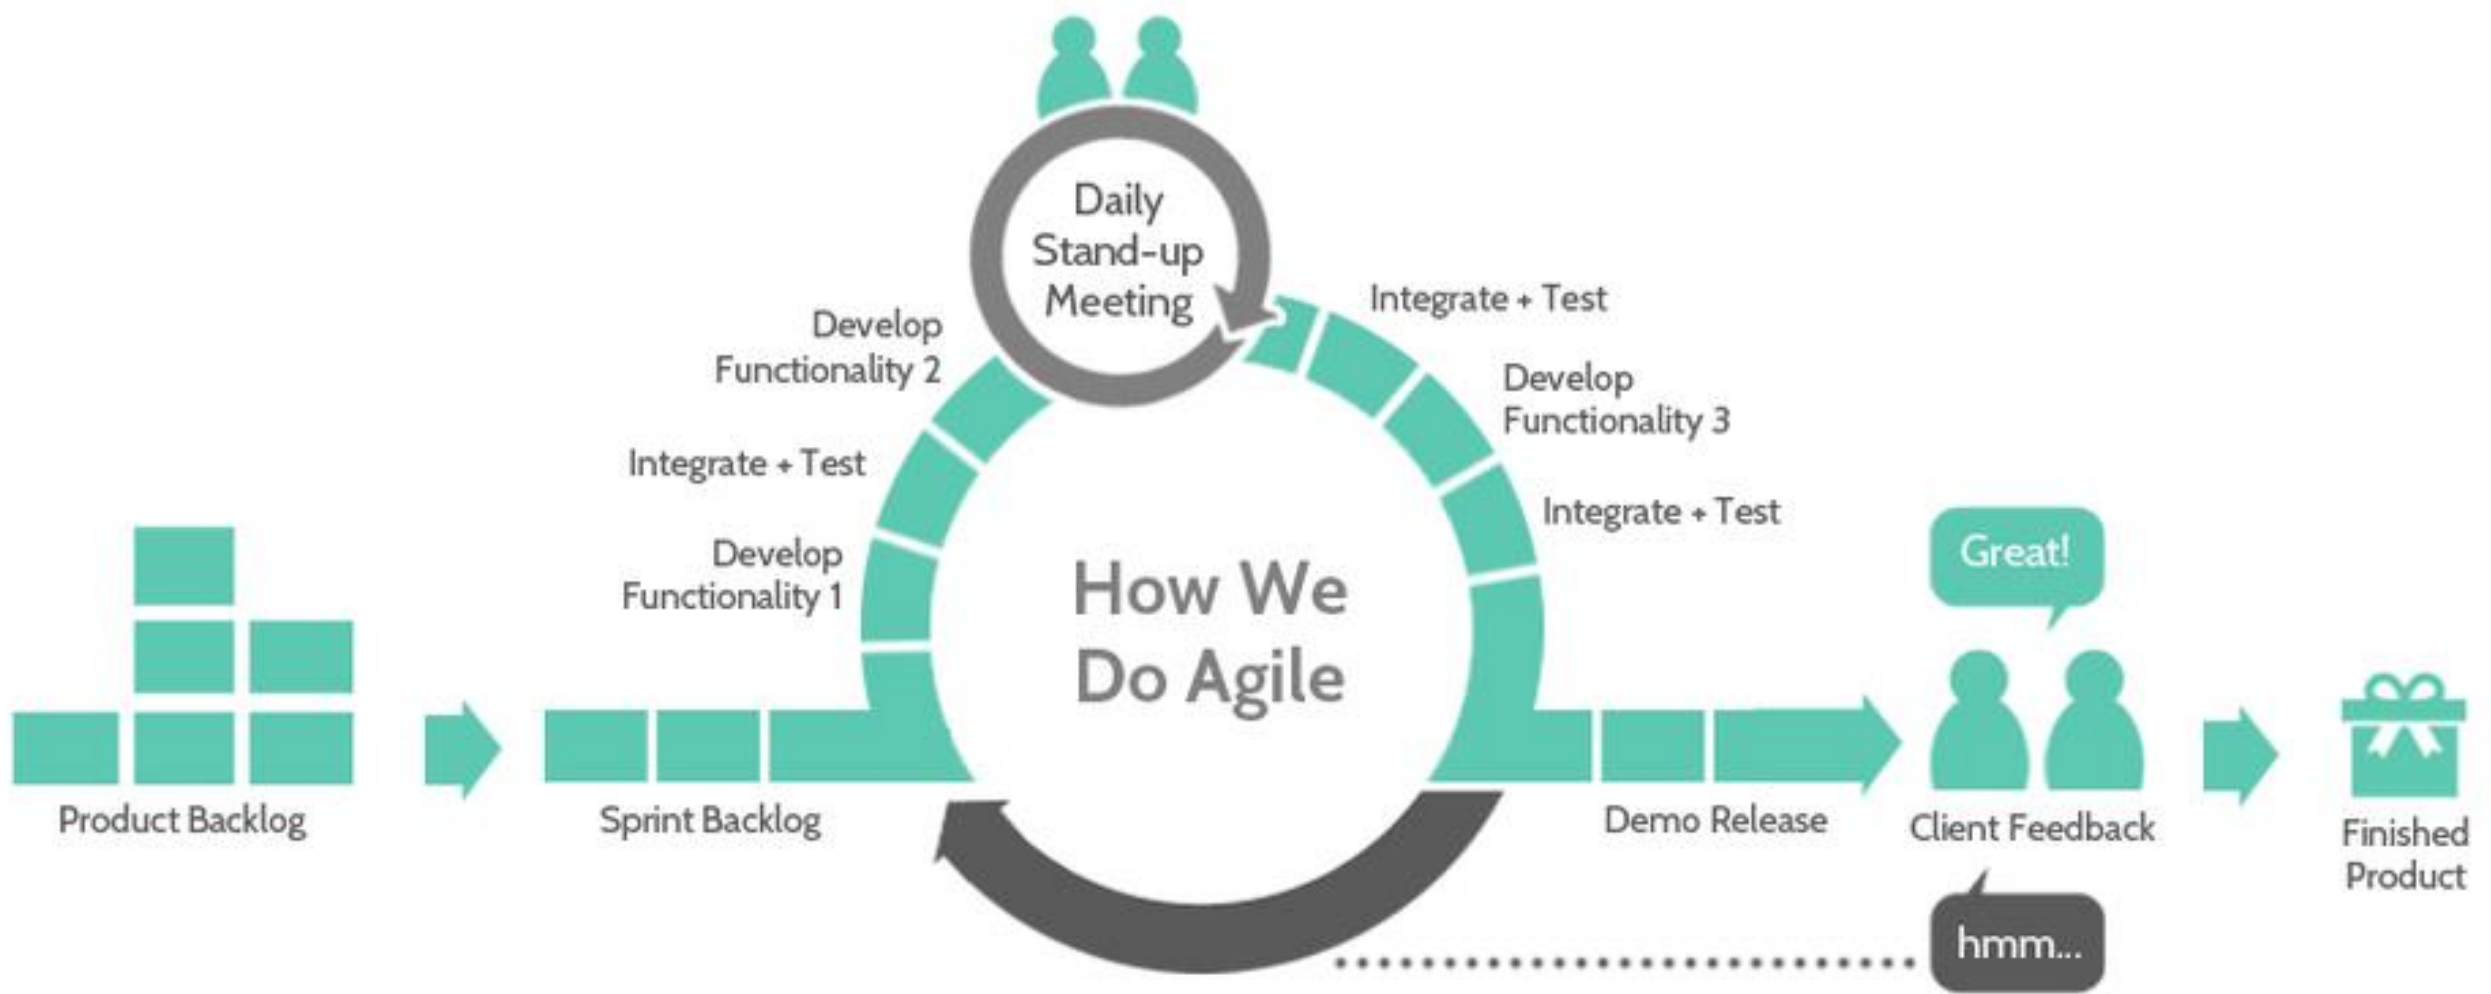 Daily
Stand-up
Meeting
Develop
Functionality 2
Integrate + Test
Develop
Functionality 1
Integrate + Test
Develop
Functionality 3
Integrate + Test
How We
Do Agile
Great!
Product Backlog
Sprint Backlog
Demo Release
Client Feedback
Finished
Product
hmm...